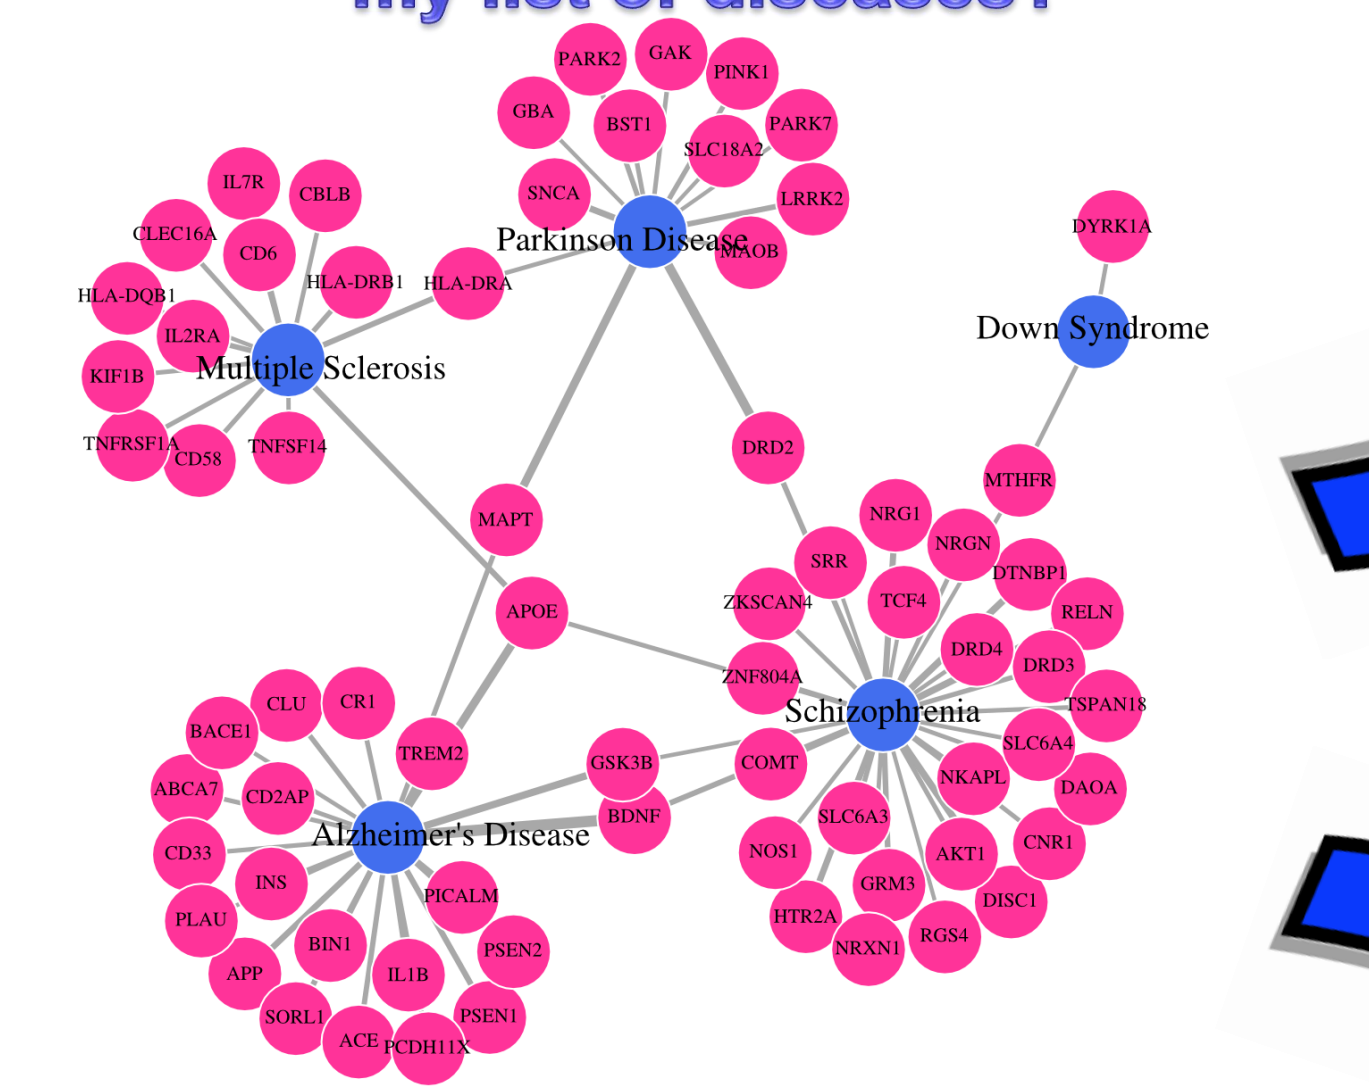 my list of diseases?
PARK2
GAK
PINK1
GBA
BST1
PARK7
SLC18A2
IL7R
CBLB
SNCA
LRRK2
CLEC16A
CD6
Parkinson Disease
MAOB
DYRK1A
HLA-DQB1
HLA-DRB1
HLA-DRA
IL2RA
Down Syndrome
KIF1B
Multiple Sclerosis
TNFRSF1A
CD58
TNFSF14
DRD2
MTHFR
MAPT
NRG1
NRGN
SRR
DTNBP1
ZKSCAN4
TCF4
RELN
APOE
DRD4
DRD3
ZNF804A
TSPAN18
CLU
CR1
Schizophrenia
BACE1
SLC6A4
TREM2
GSK3B
COMT
NKAPL
DAOA
ABCA7
CD2AP
BDNF
SLC6A3
Alzheimer's Disease
CD33
NOS1
AKT1
CNR1
INS
PICALM
GRM3
DISC1
PLAU
HTR2A
BIN1
PSEN2
NRXN1
RGS4
APP
IL1B
SORL1
PSEN1
ACE
PCDH11X